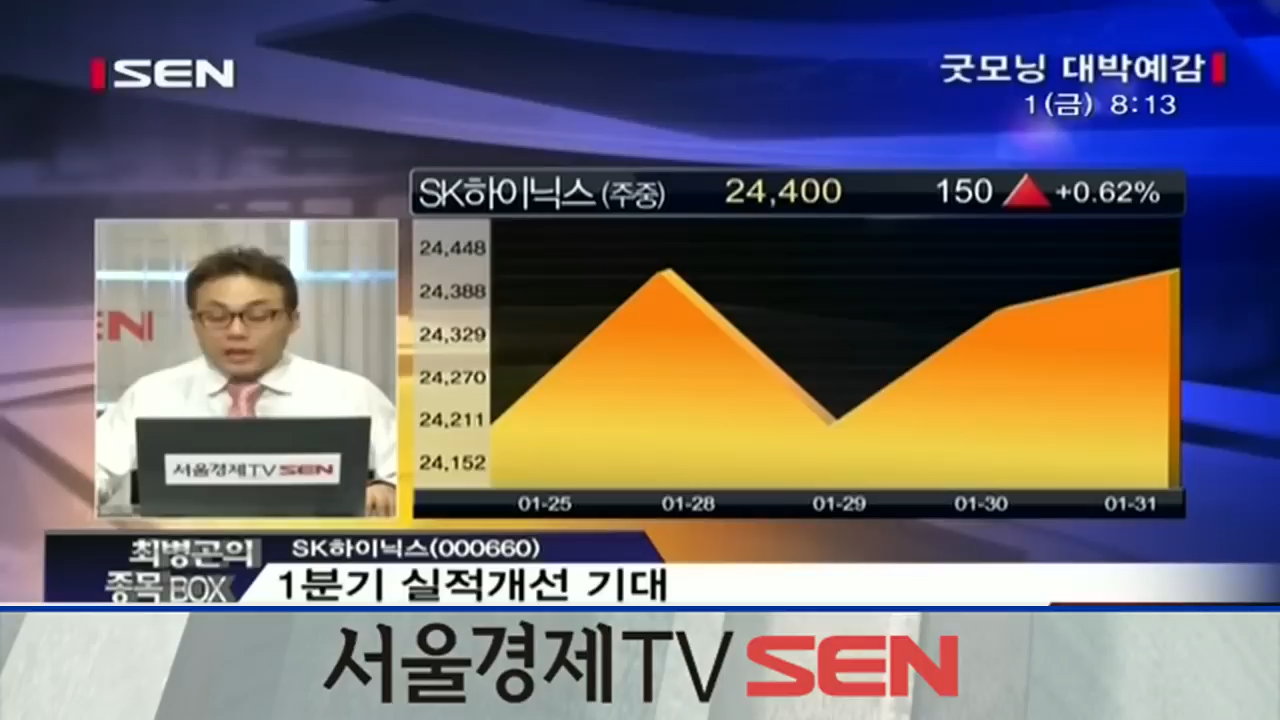 SEN
굿모닝 대박예감
1(금) 8:13
SK하이닉스 (주중) 24,400 150 ▲ +0.62%
24,448
24,388
24,329
24,270
24,211
24,152
01-25 01-28 01-29 01-30 01-31
EN
서울경제TV SEN
최병곤의
종목 BOX
SK하이닉스(000660)
1분기 실적개선 기대
서울경제TV SEN